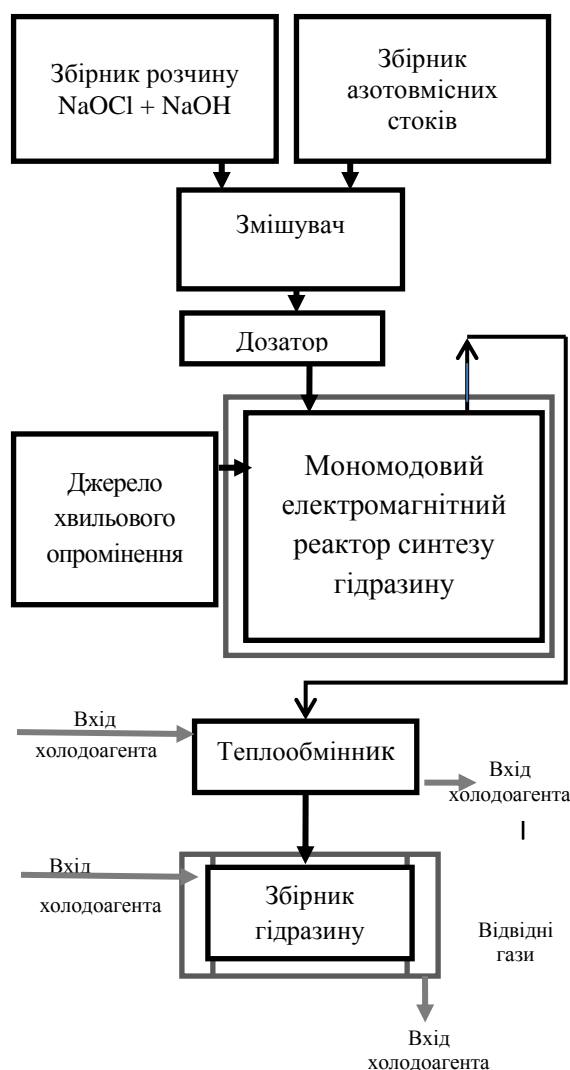 Збірник розчину
NaOCl + NaOH
Збірник
азотовмісних
стоків
Змішувач
Дозатор
Джерело
хвильового
опромінення
Мономодовий
електромагнітний
реактор синтезу
гідразину
Вхід
холодоагента
Теплообмінник
Вхід
холодоагента
Вхід
холодоагента
Збірник
гідразину
Відвідні
гази
Вхід
холодоагента